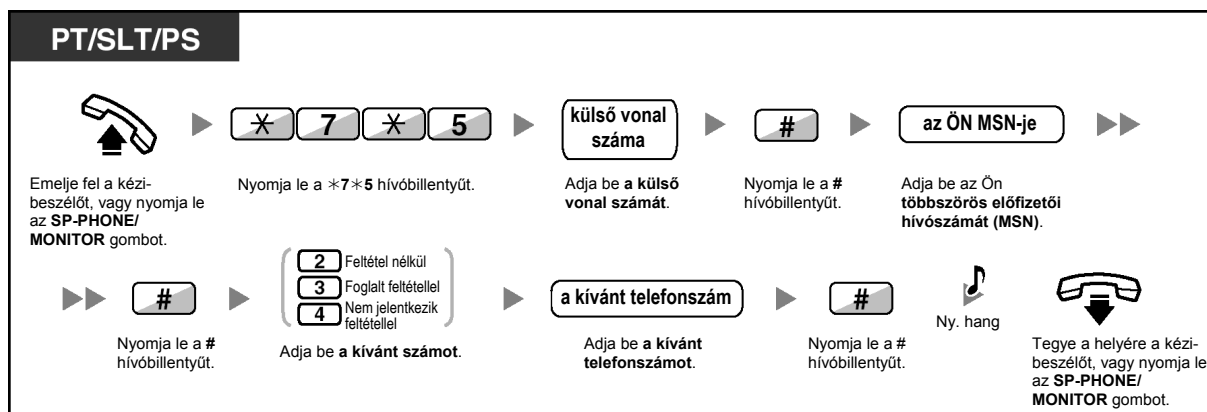 PT/SLT/PS
✳ 7 ✳ 5
külső vonal
száma
#
az ÖN MSN-je
Emelje fel a kézi-
beszélőt, vagy nyomja le
az SP-PHONE/
MONITOR gombot.
Nyomja le a ✳7✳5 hívóbillentyűt.
Adja be a külső
vonal számát.
Nyomja le a #
hívóbillentyűt.
Adja be az Ön
többszörös előfizetői
hívószámát (MSN).
#
2 Feltétel nélkül
3 Foglalt feltétellel
4 Nem jelentkezik
feltétellel
a kívánt telefonszám
#
Ny. hang
Nyomja le a #
hívóbillentyűt.
Adja be a kívánt számot.
Adja be a kívánt
telefonszámot.
Nyomja le a #
hívóbillentyűt.
Tegye a helyére a kézi-
beszélőt, vagy nyomja le
az SP-PHONE/
MONITOR gombot.